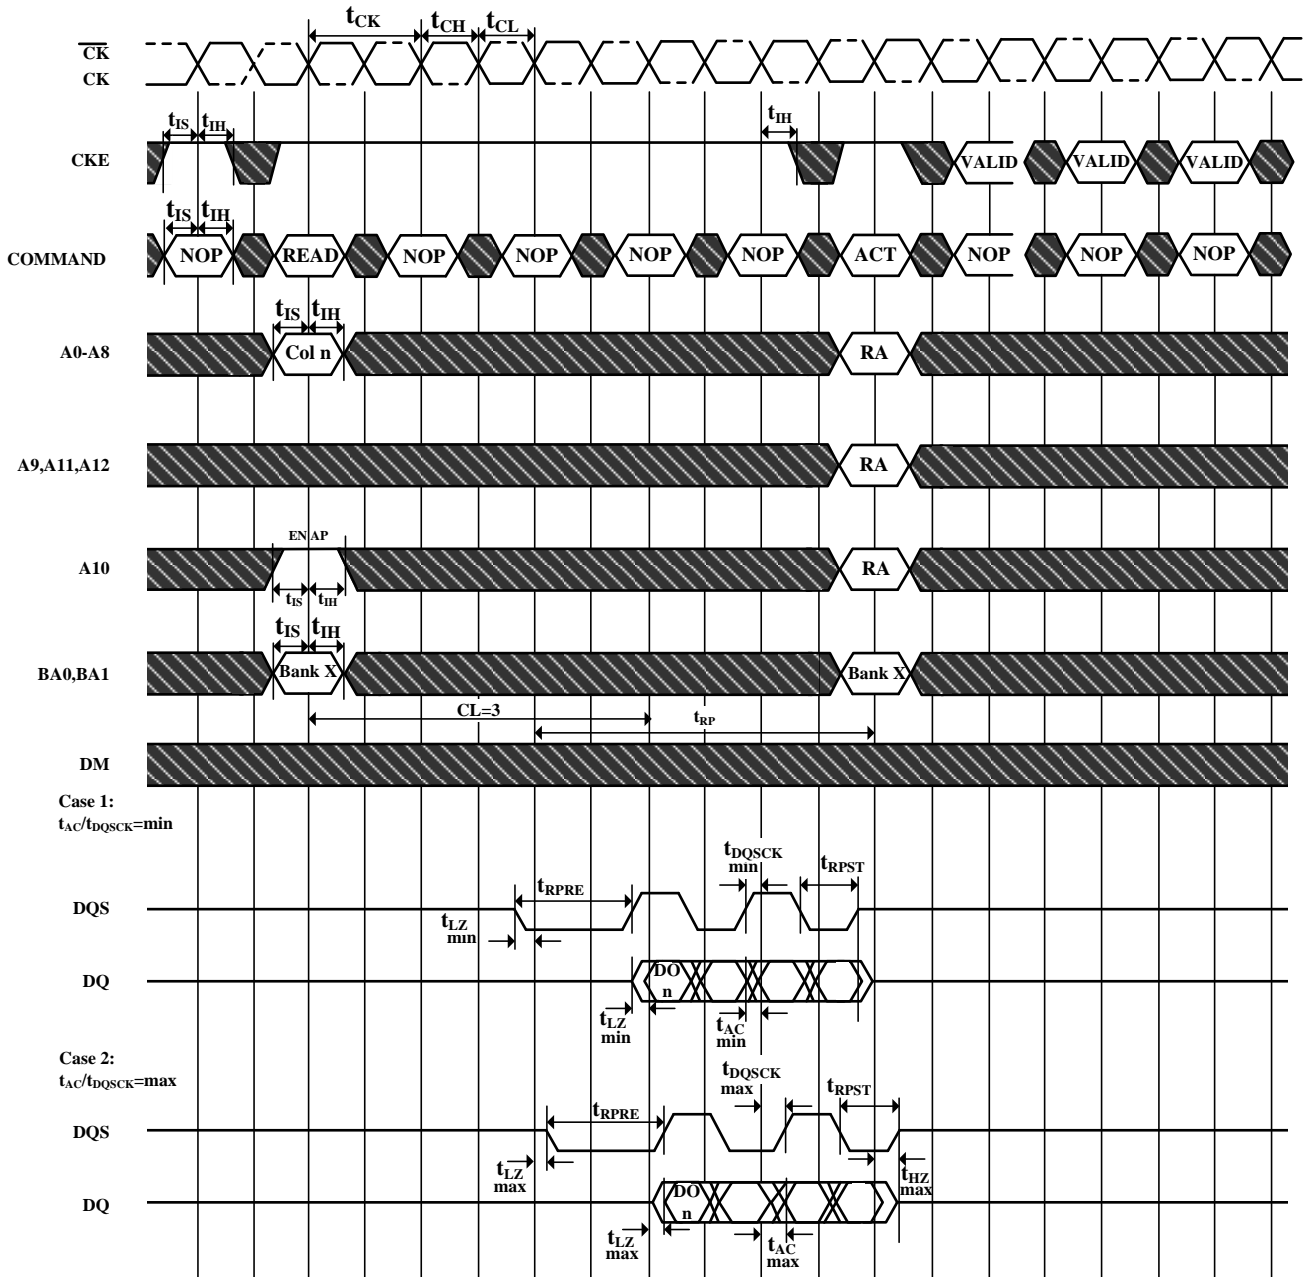 tCK tCH tCL
CK
CK
tIS tIH tIH
CKE VALID VALID VALID
tIS tIH
COMMAND NOP READ NOP NOP NOP NOP ACT NOP NOP NOP
tIS tIH
A0-A8 Col n RA
A9,A11,A12 RA
EN AP
A10 RA
tIS tIH
tIS tIH
BA0,BA1 Bank X Bank X
CL=3
tRP
DM
Case 1:
tAC/tDQSCK=min
tDQSCK
min
tRPST
tRPRE
DQS
tLZ
min
DQ DO
n
tLZ
min
tAC
min
Case 2:
tAC/tDQSCK=max
tDQSCK
max
tRPST
tRPRE
DQS
tLZ
max
tHZ
max
DQ DO
n
tLZ
max
tAC
max